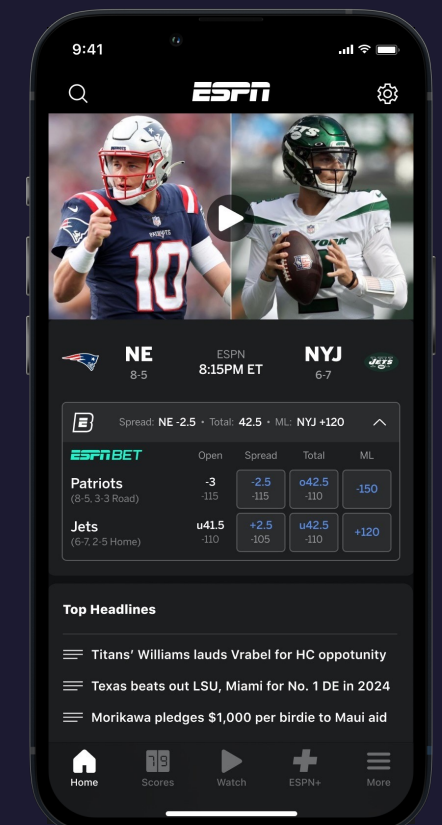 9:41
ESPN
PATRIOTS
10
NE
8-5
ESPN
8:15PM ET
NYJ
6-7
JETS
Spread: NE -2.5 • Total: 42.5 • ML: NYJ +120
ESPN BET Open Spread Total ML
Patriots -3 -2.5 o42.5 -150
(8-5, 3-3 Road) -115 -115 -110
Jets u41.5 +2.5 u42.5 +120
(6-7, 2-5 Home) -110 -105 -110
Top Headlines
Titans' Williams lauds Vrabel for HC oppotunity
Texas beats out LSU, Miami for No. 1 DE in 2024
Morikawa pledges $1,000 per birdie to Maui aid
Home Scores Watch ESPN+ More